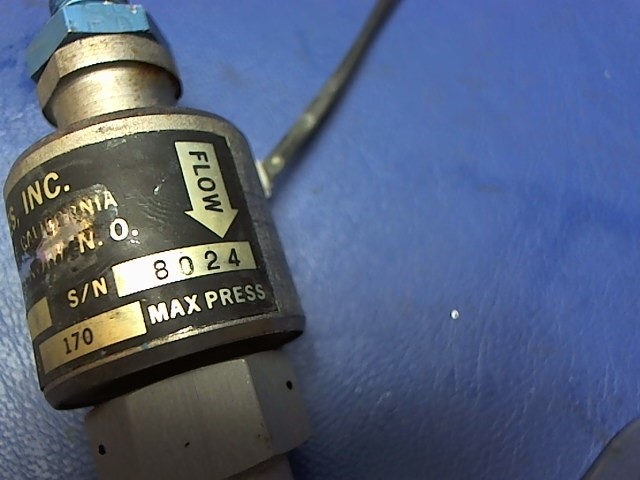 S, INC.
CALIFORNIA
N. O.
FLOW
S/N 8024
170 MAX PRESS